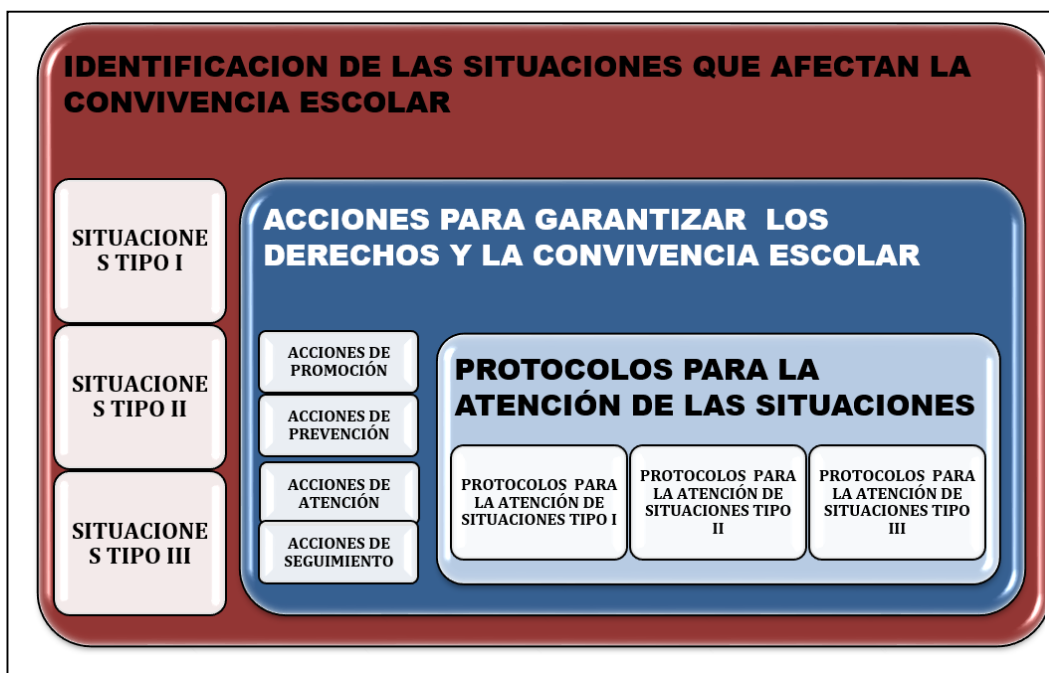 IDENTIFICACION DE LAS SITUACIONES QUE AFECTAN LA
CONVIVENCIA ESCOLAR
SITUACIONE
S TIPO I
SITUACIONE
S TIPO II
SITUACIONE
S TIPO III
ACCIONES PARA GARANTIZAR LOS
DERECHOS Y LA CONVIVENCIA ESCOLAR
ACCIONES DE
PROMOCIÓN
ACCIONES DE
PREVENCIÓN
ACCIONES DE
ATENCIÓN
ACCIONES DE
SEGUIMIENTO
PROTOCOLOS PARA LA
ATENCIÓN DE LAS SITUACIONES
PROTOCOLOS PARA
LA ATENCIÓN DE
SITUACIONES TIPO I
PROTOCOLOS PARA
LA ATENCIÓN DE
SITUACIONES TIPO
II
PROTOCOLOS PARA
LA ATENCIÓN DE
SITUACIONES TIPO
III